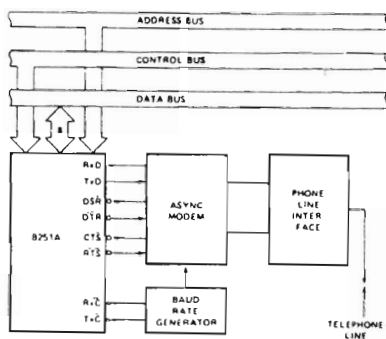 ADDRESS BUS
CONTROL BUS
DATA BUS
8
8251A
RxD
TxD
DSR
DTR
CTS
RTS
RxC
TxC
ASYNC
MODEM
PHONE
LINE
INTER
FACE
BAUD
RATE
GENERATOR
TELEPHONE
LINE